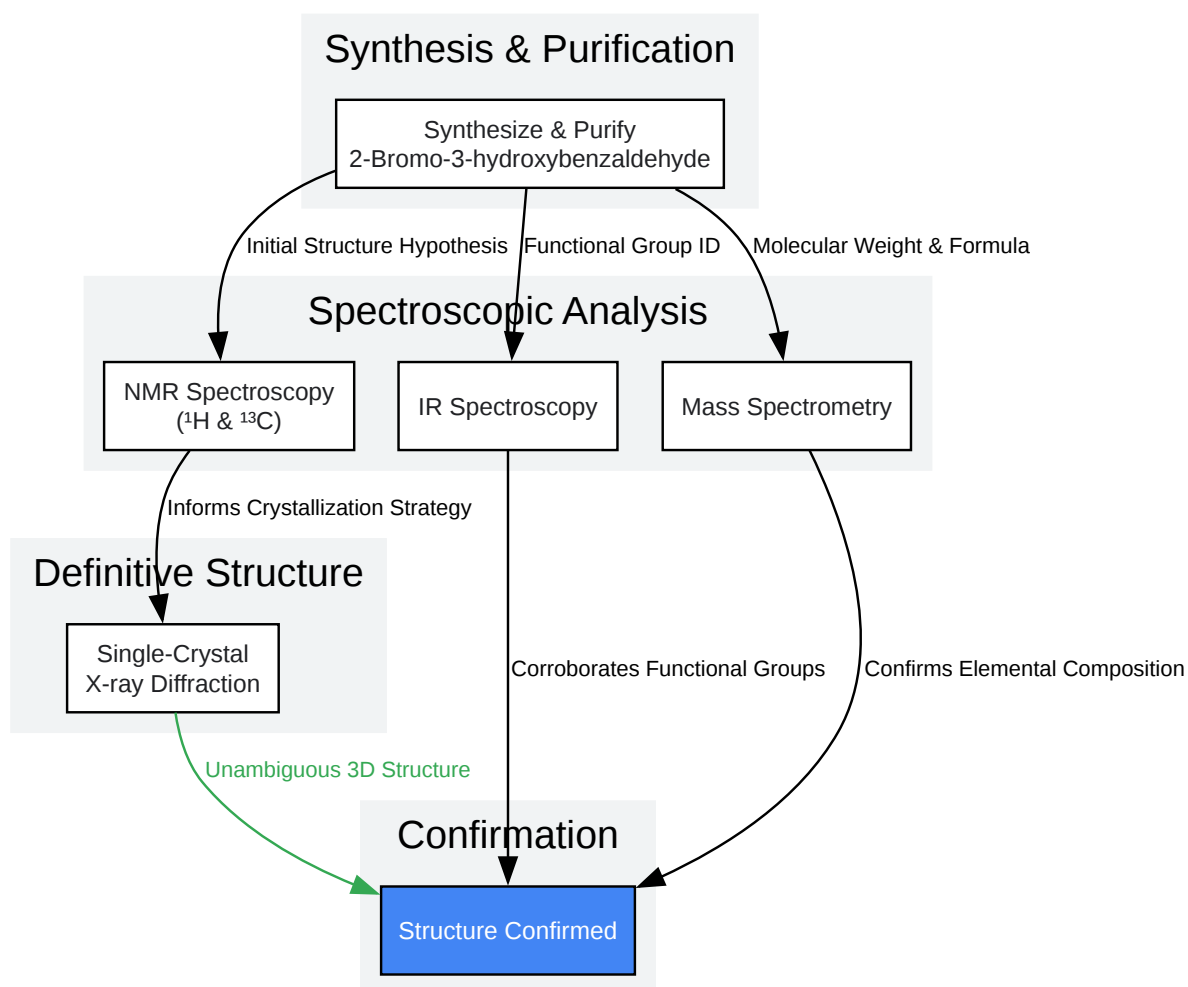 Synthesis & Purification
Synthesize & Purify
2-Bromo-3-hydroxybenzaldehyde
Initial Structure Hypothesis
Functional Group ID
Molecular Weight & Formula
Spectroscopic Analysis
NMR Spectroscopy
(¹H & ¹³C)
IR Spectroscopy
Mass Spectrometry
Informs Crystallization Strategy
Definitive Structure
Single-Crystal
X-ray Diffraction
Corroborates Functional Groups
Confirms Elemental Composition
Unambiguous 3D Structure
Confirmation
Structure Confirmed